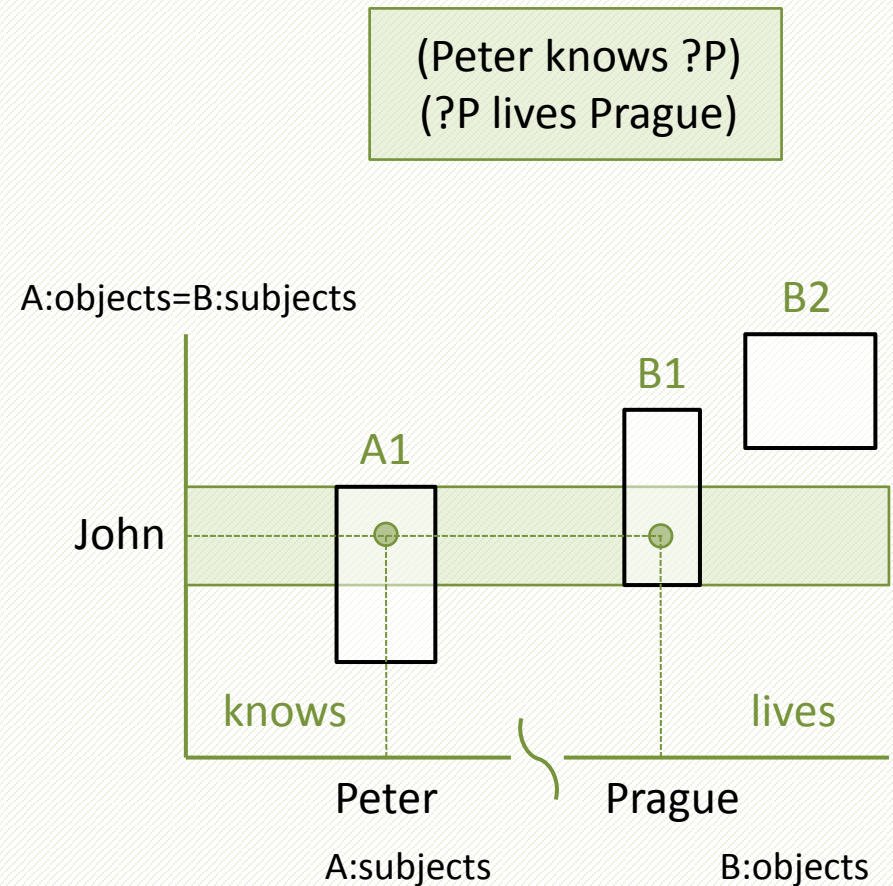 (Peter knows ?P)
(?P lives Prague)
A:objects=B:subjects
B2
B1
A1
John
knows
lives
Peter
Prague
A:subjects
B:objects